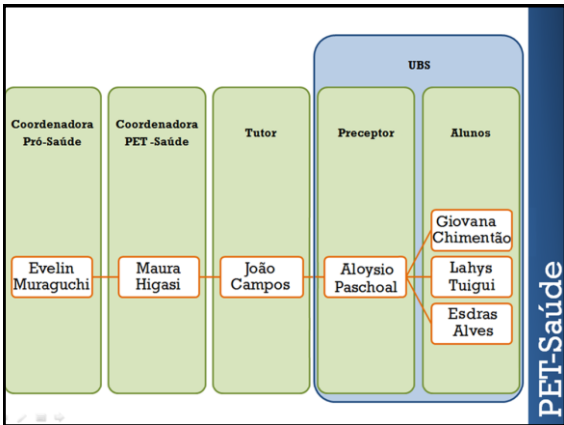 UBS
Coordenadora
Pró-Saúde
Coordenadora
PET -Saúde
Tutor
Preceptor
Alunos
Evelin
Muraguchi
Maura
Higasi
João
Campos
Aloysio
Paschoal
Giovana
Chimentão
Lahys
Tuigui
Esdras
Alves
PET-Saúde